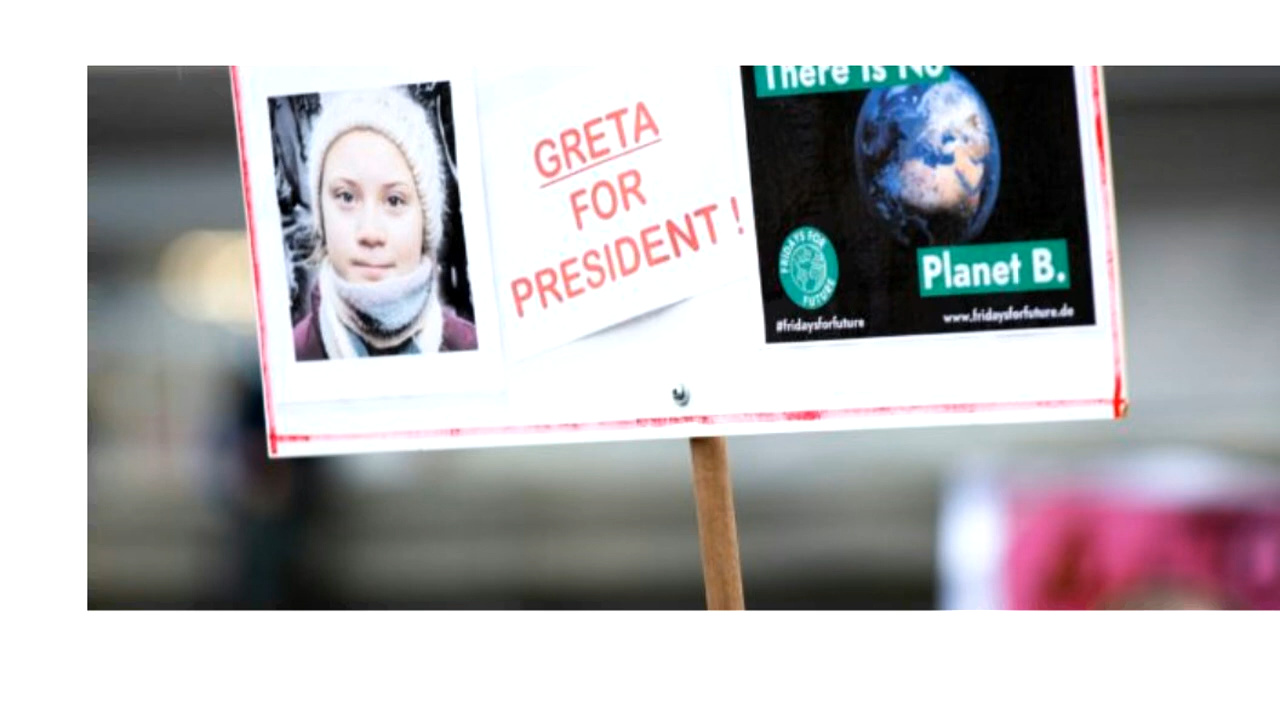 GRETA
FOR
PRESIDENT !
There is No
Planet B.
FRIDAYS FOR
FUTURE
#fridaysforfuture
www.fridaysforfuture.de